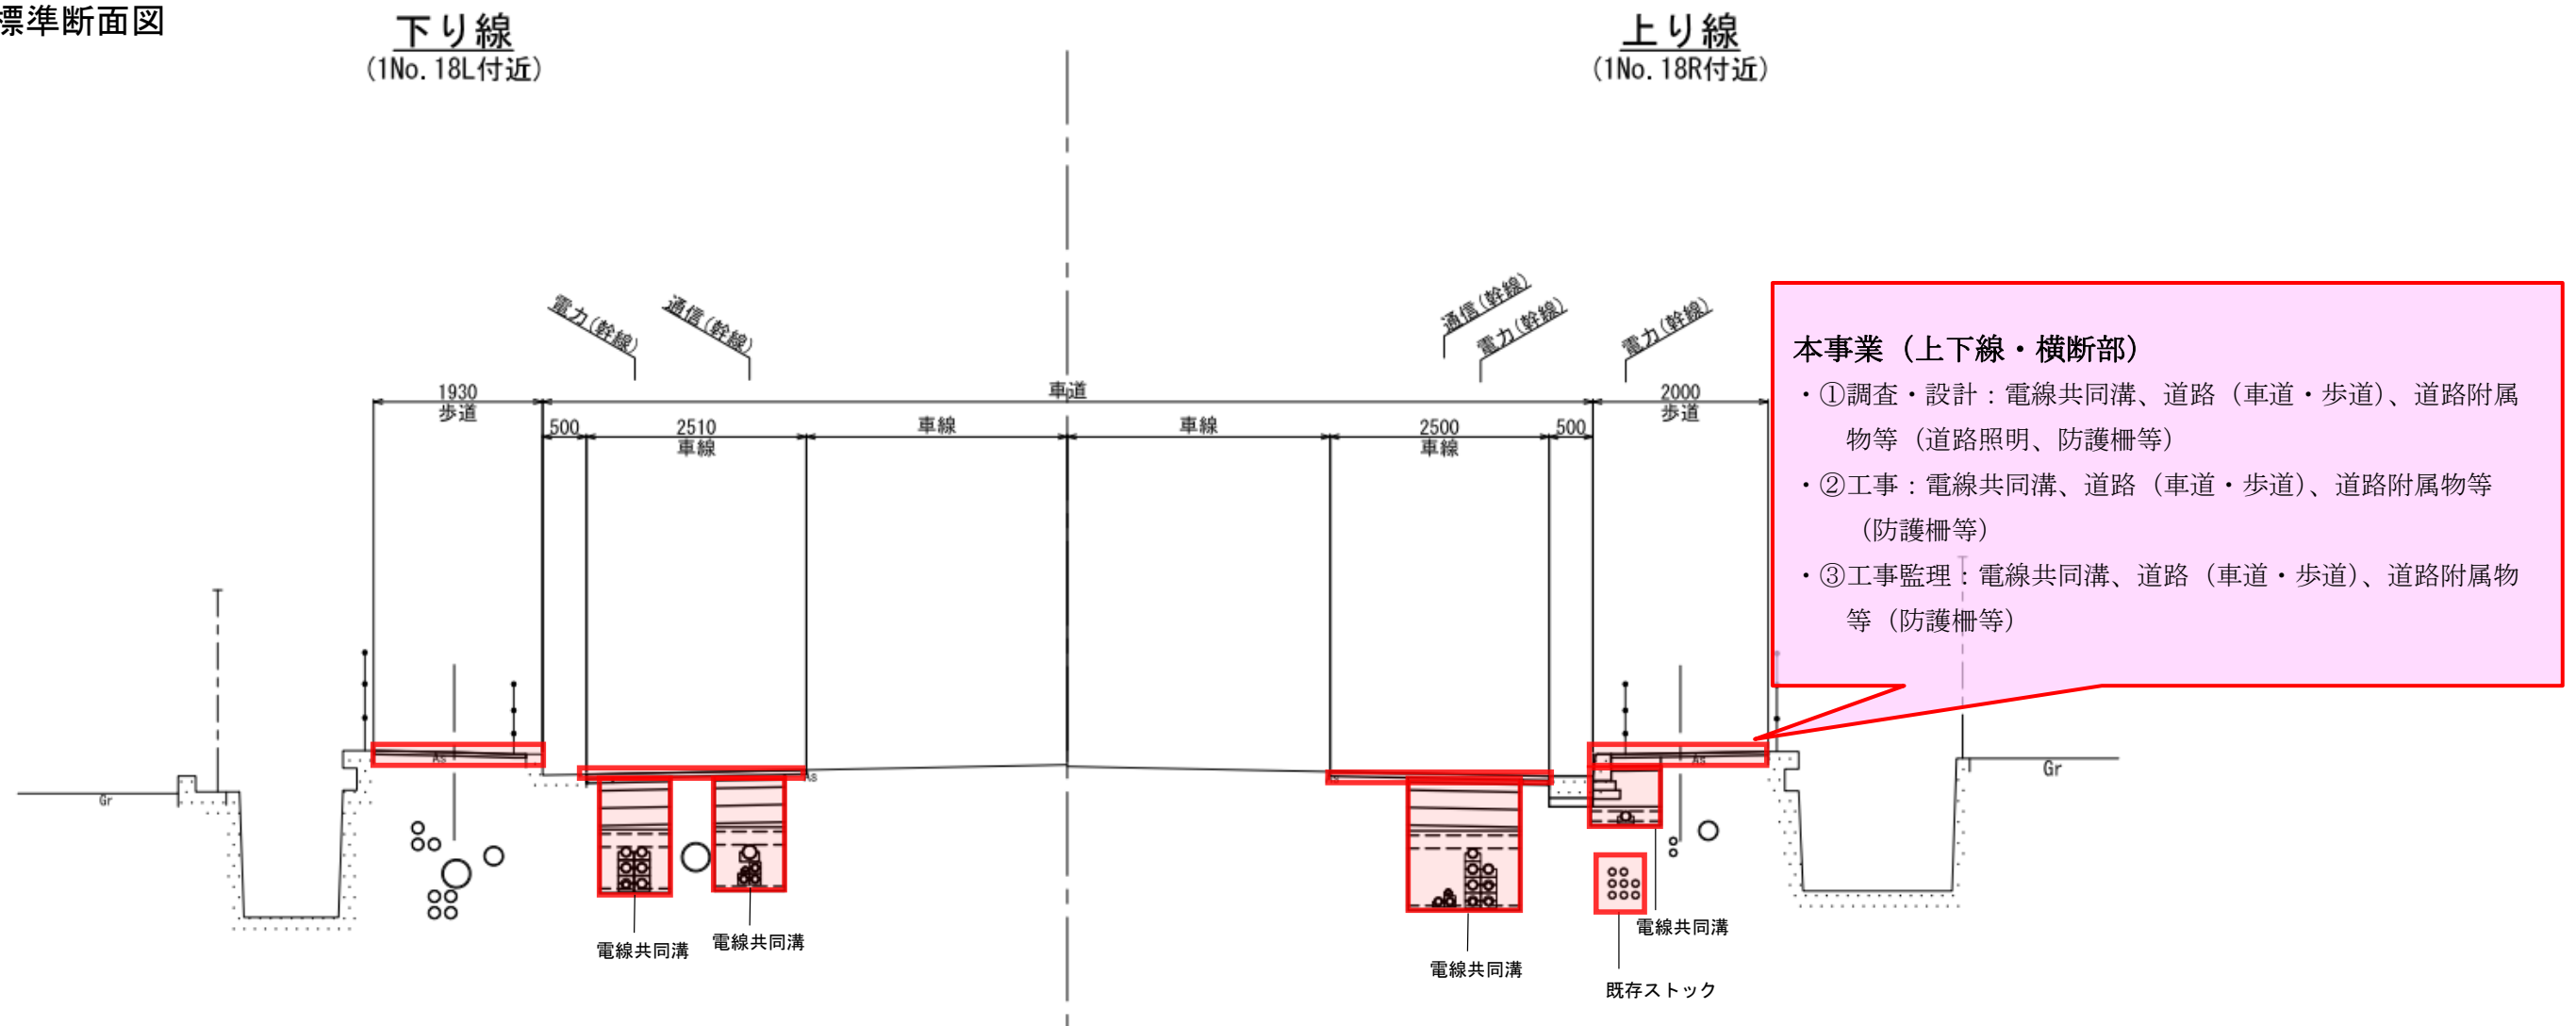 標準断面図
下り線
(1No.18L付近)
上り線
(1No.18R付近)
電力(幹線)
通信(幹線)
通信(幹線)
電力(幹線)
電力(幹線)
1930
歩道
車道
2000
歩道
500
2510
車線
車線
車線
2500
車線
500
本事業（上下線・横断部）
・①調査・設計：電線共同溝、道路（車道・歩道）、道路附属
物等（道路照明、防護柵等）
・②工事：電線共同溝、道路（車道・歩道）、道路附属物等
（防護柵等）
・③工事監理：電線共同溝、道路（車道・歩道）、道路附属物
等（防護柵等）
As
As
As
As
Gr
Gr
電線共同溝
電線共同溝
電線共同溝
電線共同溝
既存ストック